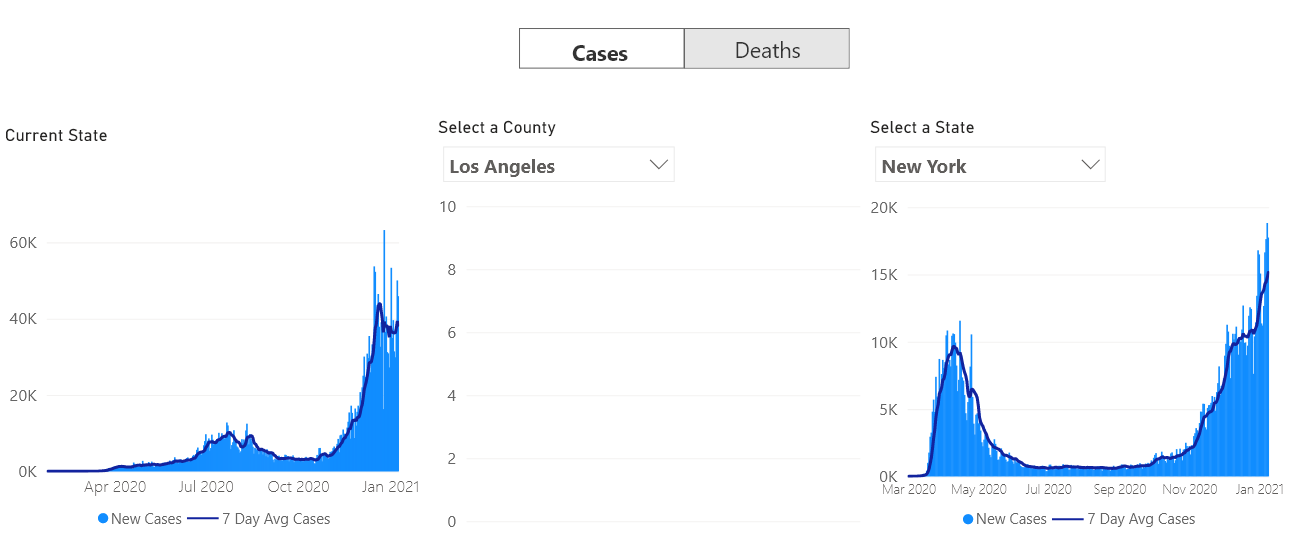 Cases
Deaths
Current State
60K
40K
20K
0K
Apr 2020 Jul 2020 Oct 2020 Jan 2021
New Cases 7 Day Avg Cases
Select a County
Los Angeles
10
8
6
4
2
0
Select a State
New York
20K
15K
10K
5K
0K
Mar 2020 May 2020 Jul 2020 Sep 2020 Nov 2020 Jan 2021
New Cases 7 Day Avg Cases